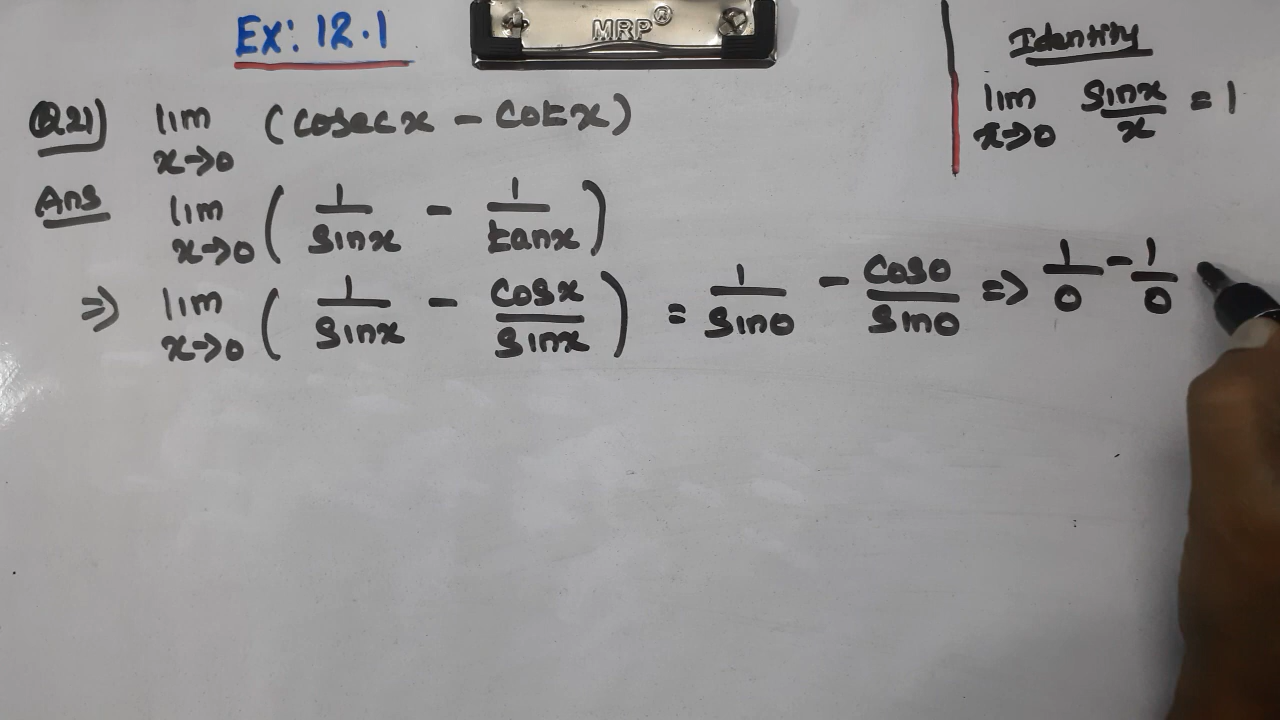 Ex: 12.1
MRP®
Identity
lim x→0 sinx/x = 1
Q21) lim x→0 (cosecx - cotx)
Ans lim x→0 ( 1/sinx - 1/tanx )
⇒ lim x→0 ( 1/sinx - cosx/sinx ) = 1/sin0 - cos0/sin0 ⇒ 1/0 - 1/0